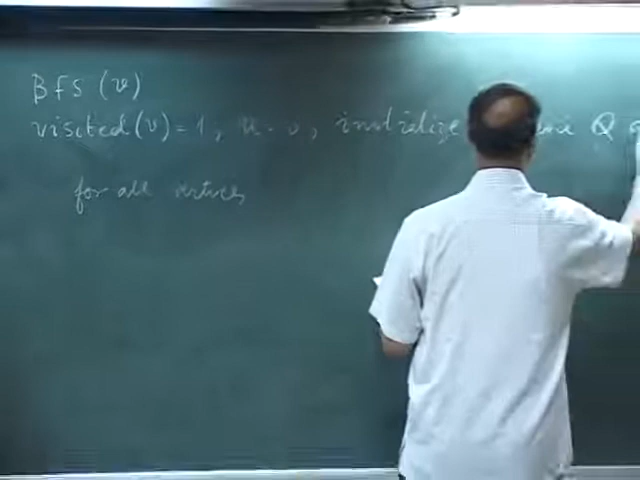 BFS (v)
visited(v) = 1, u = v, initialize Q
for all vertices